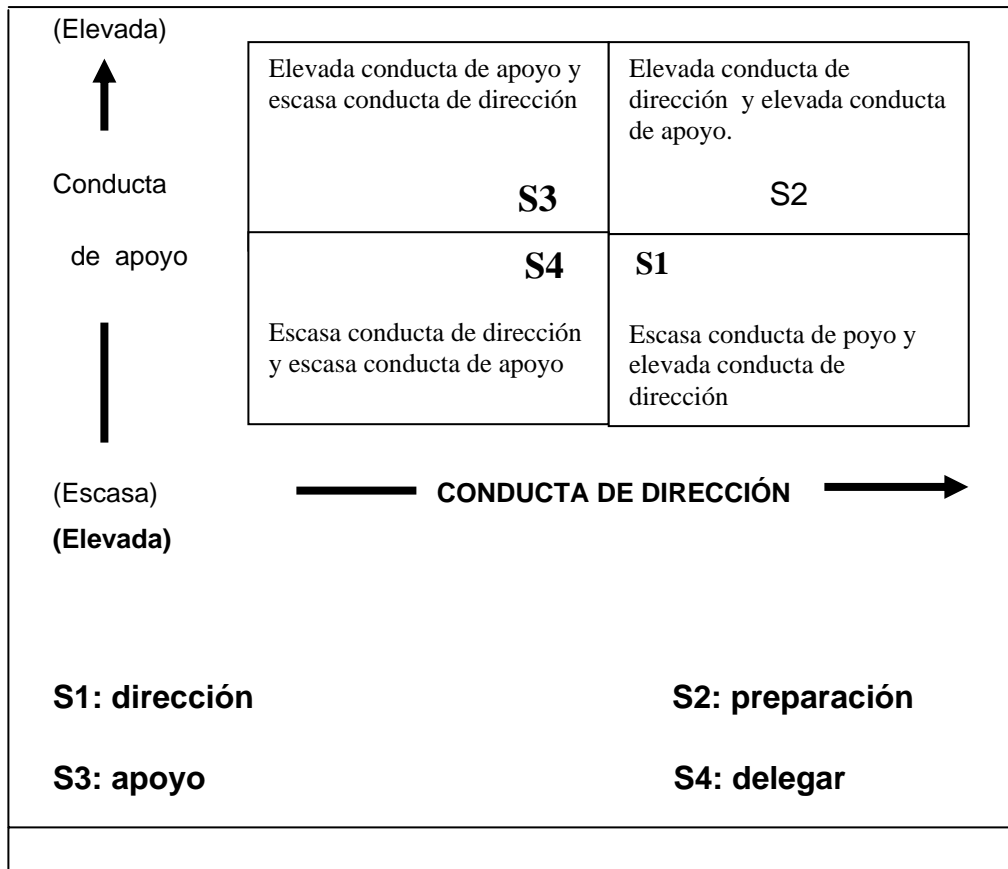 (Elevada)
Elevada conducta de apoyo y
escasa conducta de dirección
S3
Elevada conducta de
dirección y elevada conducta
de apoyo.
S2
Conducta
de apoyo
S4
Escasa conducta de dirección
y escasa conducta de apoyo
S1
Escasa conducta de poyo y
elevada conducta de
dirección
(Escasa)
CONDUCTA DE DIRECCIÓN
(Elevada)
S1: dirección
S2: preparación
S3: apoyo
S4: delegar